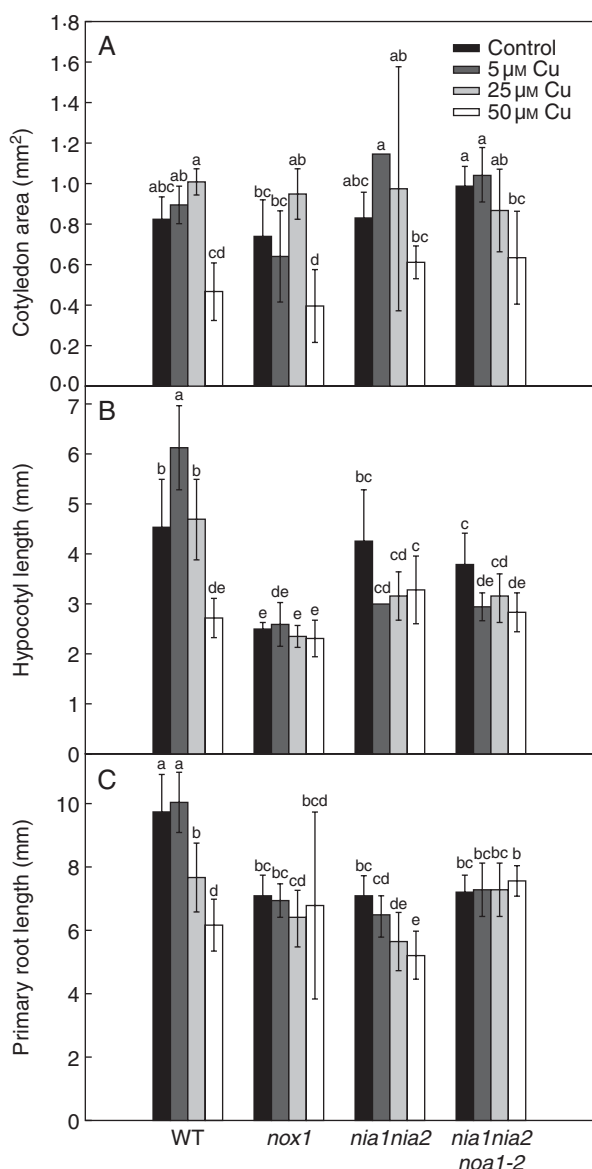 A
Control
5 µM Cu
25 µM Cu
50 µM Cu
Cotyledon area (mm²)
1·8
1·6
1·4
1·2
1·0
0·8
0·6
0·4
0·2
0·0
abc ab a cd
bc bc ab d
abc a ab bc
a a ab bc
B
Hypocotyl length (mm)
7
6
5
4
3
2
1
0
b a b de
e de e e
bc cd cd c
c de cd de
C
Primary root length (mm)
10
8
6
4
2
0
a a b d
bc bc cd bcd
bc cd de e
bc bc bc b
WT nox1 nia1nia2 nia1nia2
noa1-2